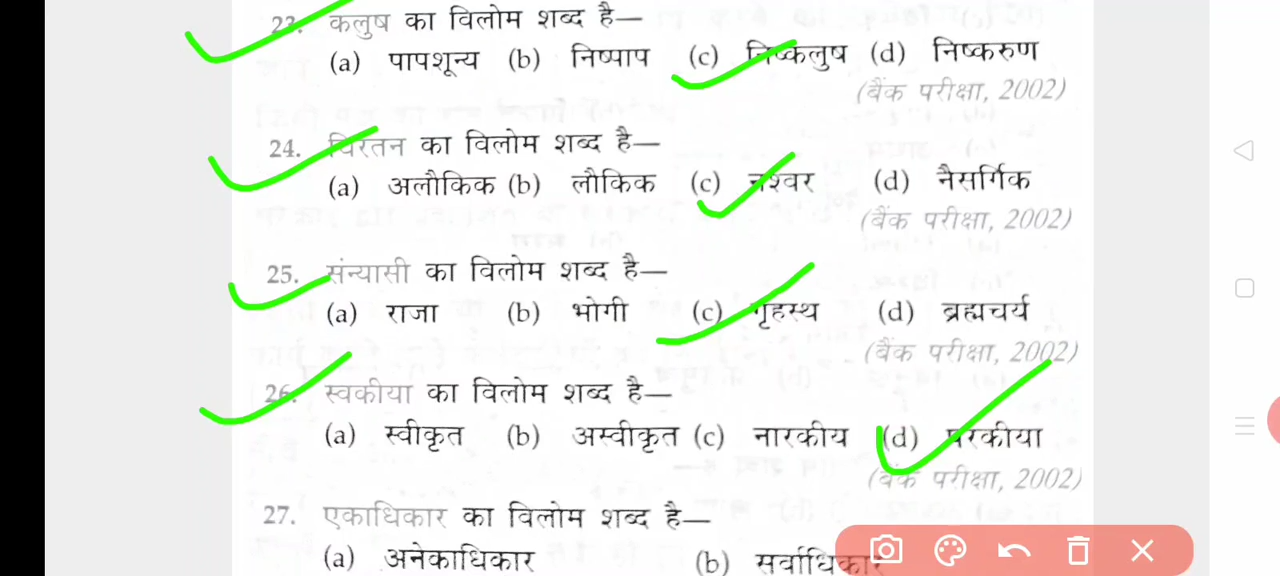 23. कलुष का विलोम शब्द है—
(a) पापशून्य (b) निष्पाप (c) निष्कलुष (d) निष्करुण
(बैंक परीक्षा, 2002)
24. चिरंतन का विलोम शब्द है—
(a) अलौकिक (b) लौकिक (c) नश्वर (d) नैसर्गिक
(बैंक परीक्षा, 2002)
25. संन्यासी का विलोम शब्द है—
(a) राजा (b) भोगी (c) गृहस्थ (d) ब्रह्मचर्य
(बैंक परीक्षा, 2002)
26. स्वकीया का विलोम शब्द है—
(a) स्वीकृत (b) अस्वीकृत (c) नारकीय (d) परकीया
(बैंक परीक्षा, 2002)
27. एकाधिकार का विलोम शब्द है—
(a) अनेकाधिकार (b) सर्वाधिकार